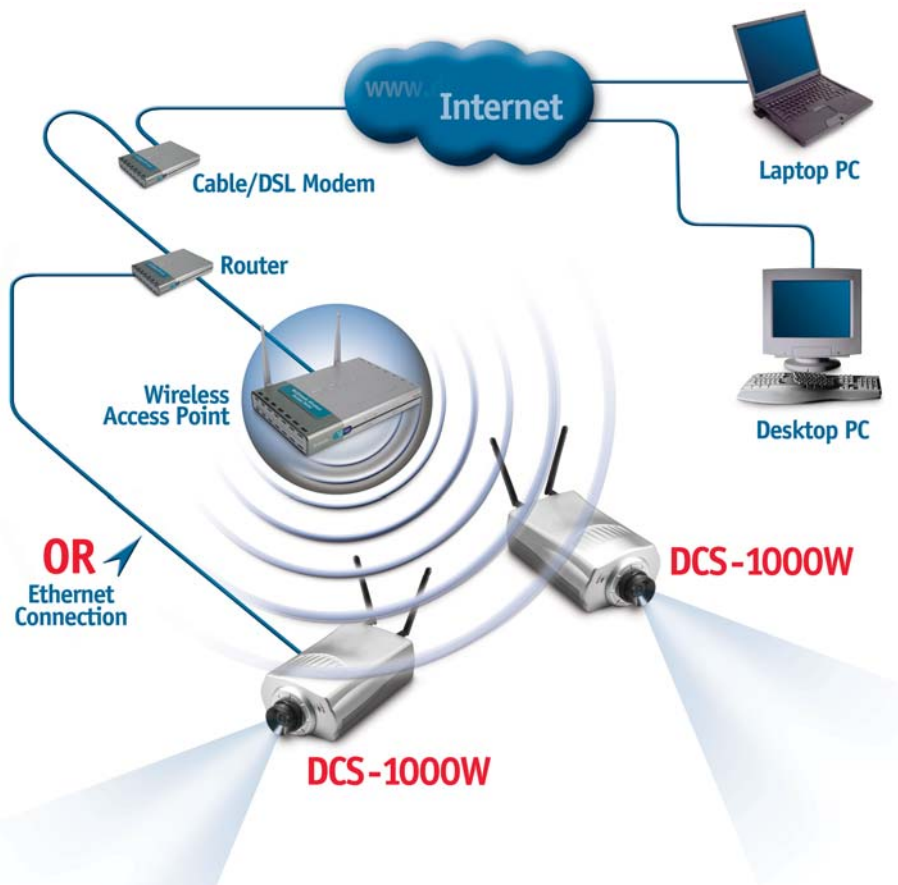 www.
Internet
Laptop PC
Cable/DSL Modem
Router
Wireless
Access Point
Desktop PC
OR
Ethernet
Connection
DCS-1000W
DCS-1000W